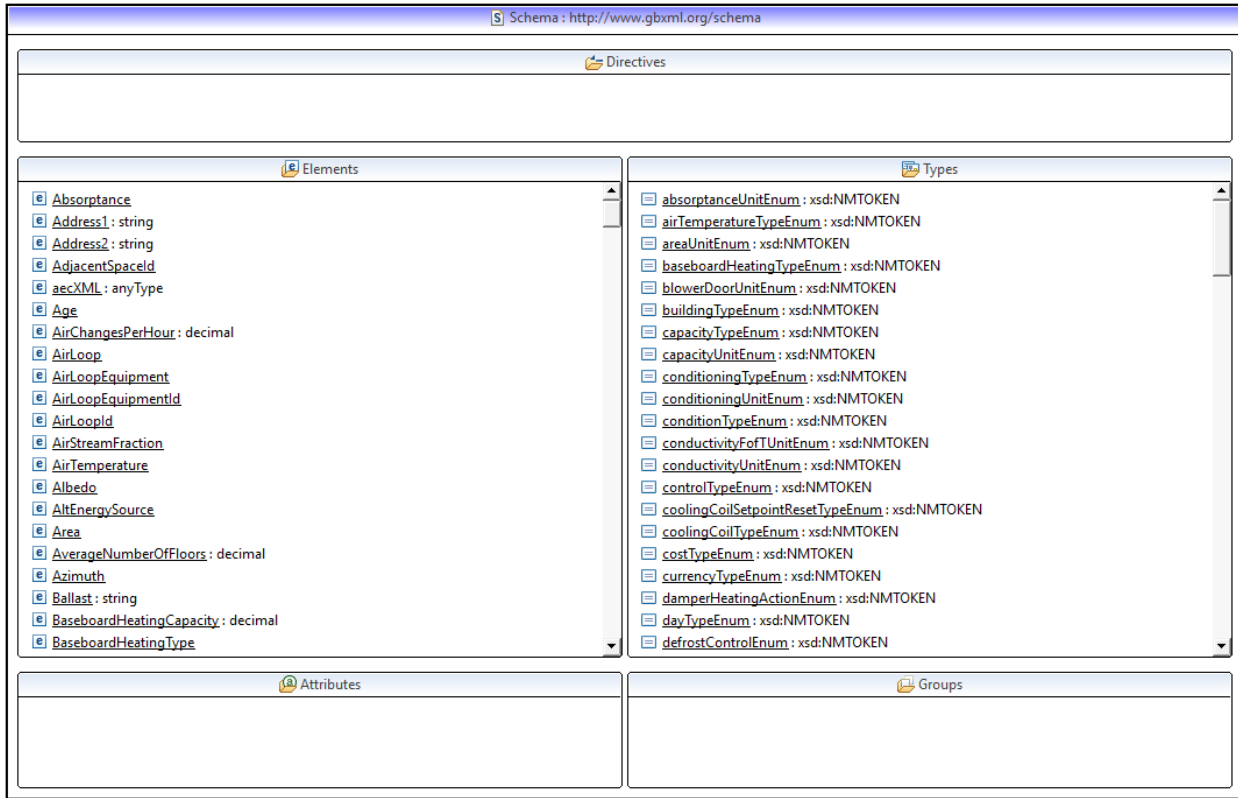 Schema : http://www.gbxml.org/schema
Directives
Elements
Absorptance
Address1 : string
Address2 : string
AdjacentSpaceId
aecXML : anyType
Age
AirChangesPerHour : decimal
AirLoop
AirLoopEquipment
AirLoopEquipmentId
AirLoopId
AirStreamFraction
AirTemperature
Albedo
AltEnergySource
Area
AverageNumberOfFloors : decimal
Azimuth
Ballast : string
BaseboardHeatingCapacity : decimal
BaseboardHeatingType
Types
absorptanceUnitEnum : xsd:NMTOKEN
airTemperatureTypeEnum : xsd:NMTOKEN
areaUnitEnum : xsd:NMTOKEN
baseboardHeatingTypeEnum : xsd:NMTOKEN
blowerDoorUnitEnum : xsd:NMTOKEN
buildingTypeEnum : xsd:NMTOKEN
capacityTypeEnum : xsd:NMTOKEN
capacityUnitEnum : xsd:NMTOKEN
conditioningTypeEnum : xsd:NMTOKEN
conditioningUnitEnum : xsd:NMTOKEN
conditionTypeEnum : xsd:NMTOKEN
conductivityFofTUnitEnum : xsd:NMTOKEN
conductivityUnitEnum : xsd:NMTOKEN
controlTypeEnum : xsd:NMTOKEN
coolingCoilSetpointResetTypeEnum : xsd:NMTOKEN
coolingCoilTypeEnum : xsd:NMTOKEN
costTypeEnum : xsd:NMTOKEN
currencyTypeEnum : xsd:NMTOKEN
damperHeatingActionEnum : xsd:NMTOKEN
dayTypeEnum : xsd:NMTOKEN
defrostControlEnum : xsd:NMTOKEN
Attributes
Groups